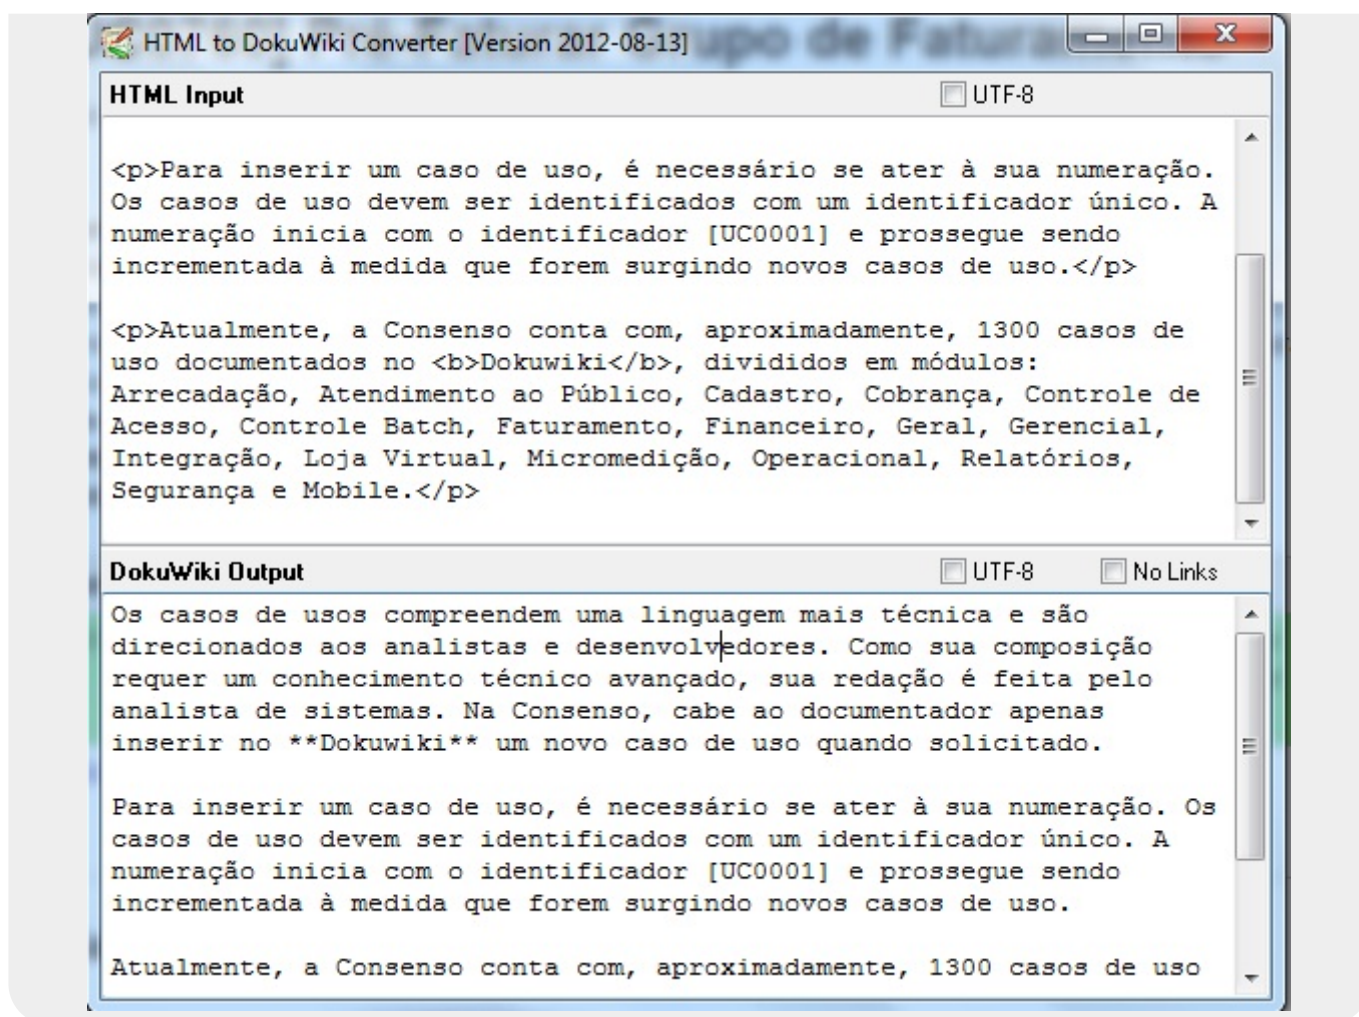 HTML to DokuWiki Converter [Version 2012-08-13]
HTML Input
UTF-8
<p>Para inserir um caso de uso, é necessário se ater à sua numeração.
Os casos de uso devem ser identificados com um identificador único. A
numeração inicia com o identificador [UC0001] e prossegue sendo
incrementada à medida que forem surgindo novos casos de uso.</p>
<p>Atualmente, a Consenso conta com, aproximadamente, 1300 casos de
uso documentados no <b>Dokuwiki</b>, divididos em módulos:
Arrecadação, Atendimento ao Público, Cadastro, Cobrança, Controle de
Acesso, Controle Batch, Faturamento, Financeiro, Geral, Gerencial,
Integração, Loja Virtual, Micromedição, Operacional, Relatórios,
Segurança e Mobile.</p>
DokuWiki Output
UTF-8
No Links
Os casos de usos compreendem uma linguagem mais técnica e são
direcionados aos analistas e desenvolvedores. Como sua composição
requer um conhecimento técnico avançado, sua redação é feita pelo
analista de sistemas. Na Consenso, cabe ao documentador apenas
inserir no **Dokuwiki** um novo caso de uso quando solicitado.
Para inserir um caso de uso, é necessário se ater à sua numeração. Os
casos de uso devem ser identificados com um identificador único. A
numeração inicia com o identificador [UC0001] e prossegue sendo
incrementada à medida que forem surgindo novos casos de uso.
Atualmente, a Consenso conta com, aproximadamente, 1300 casos de uso